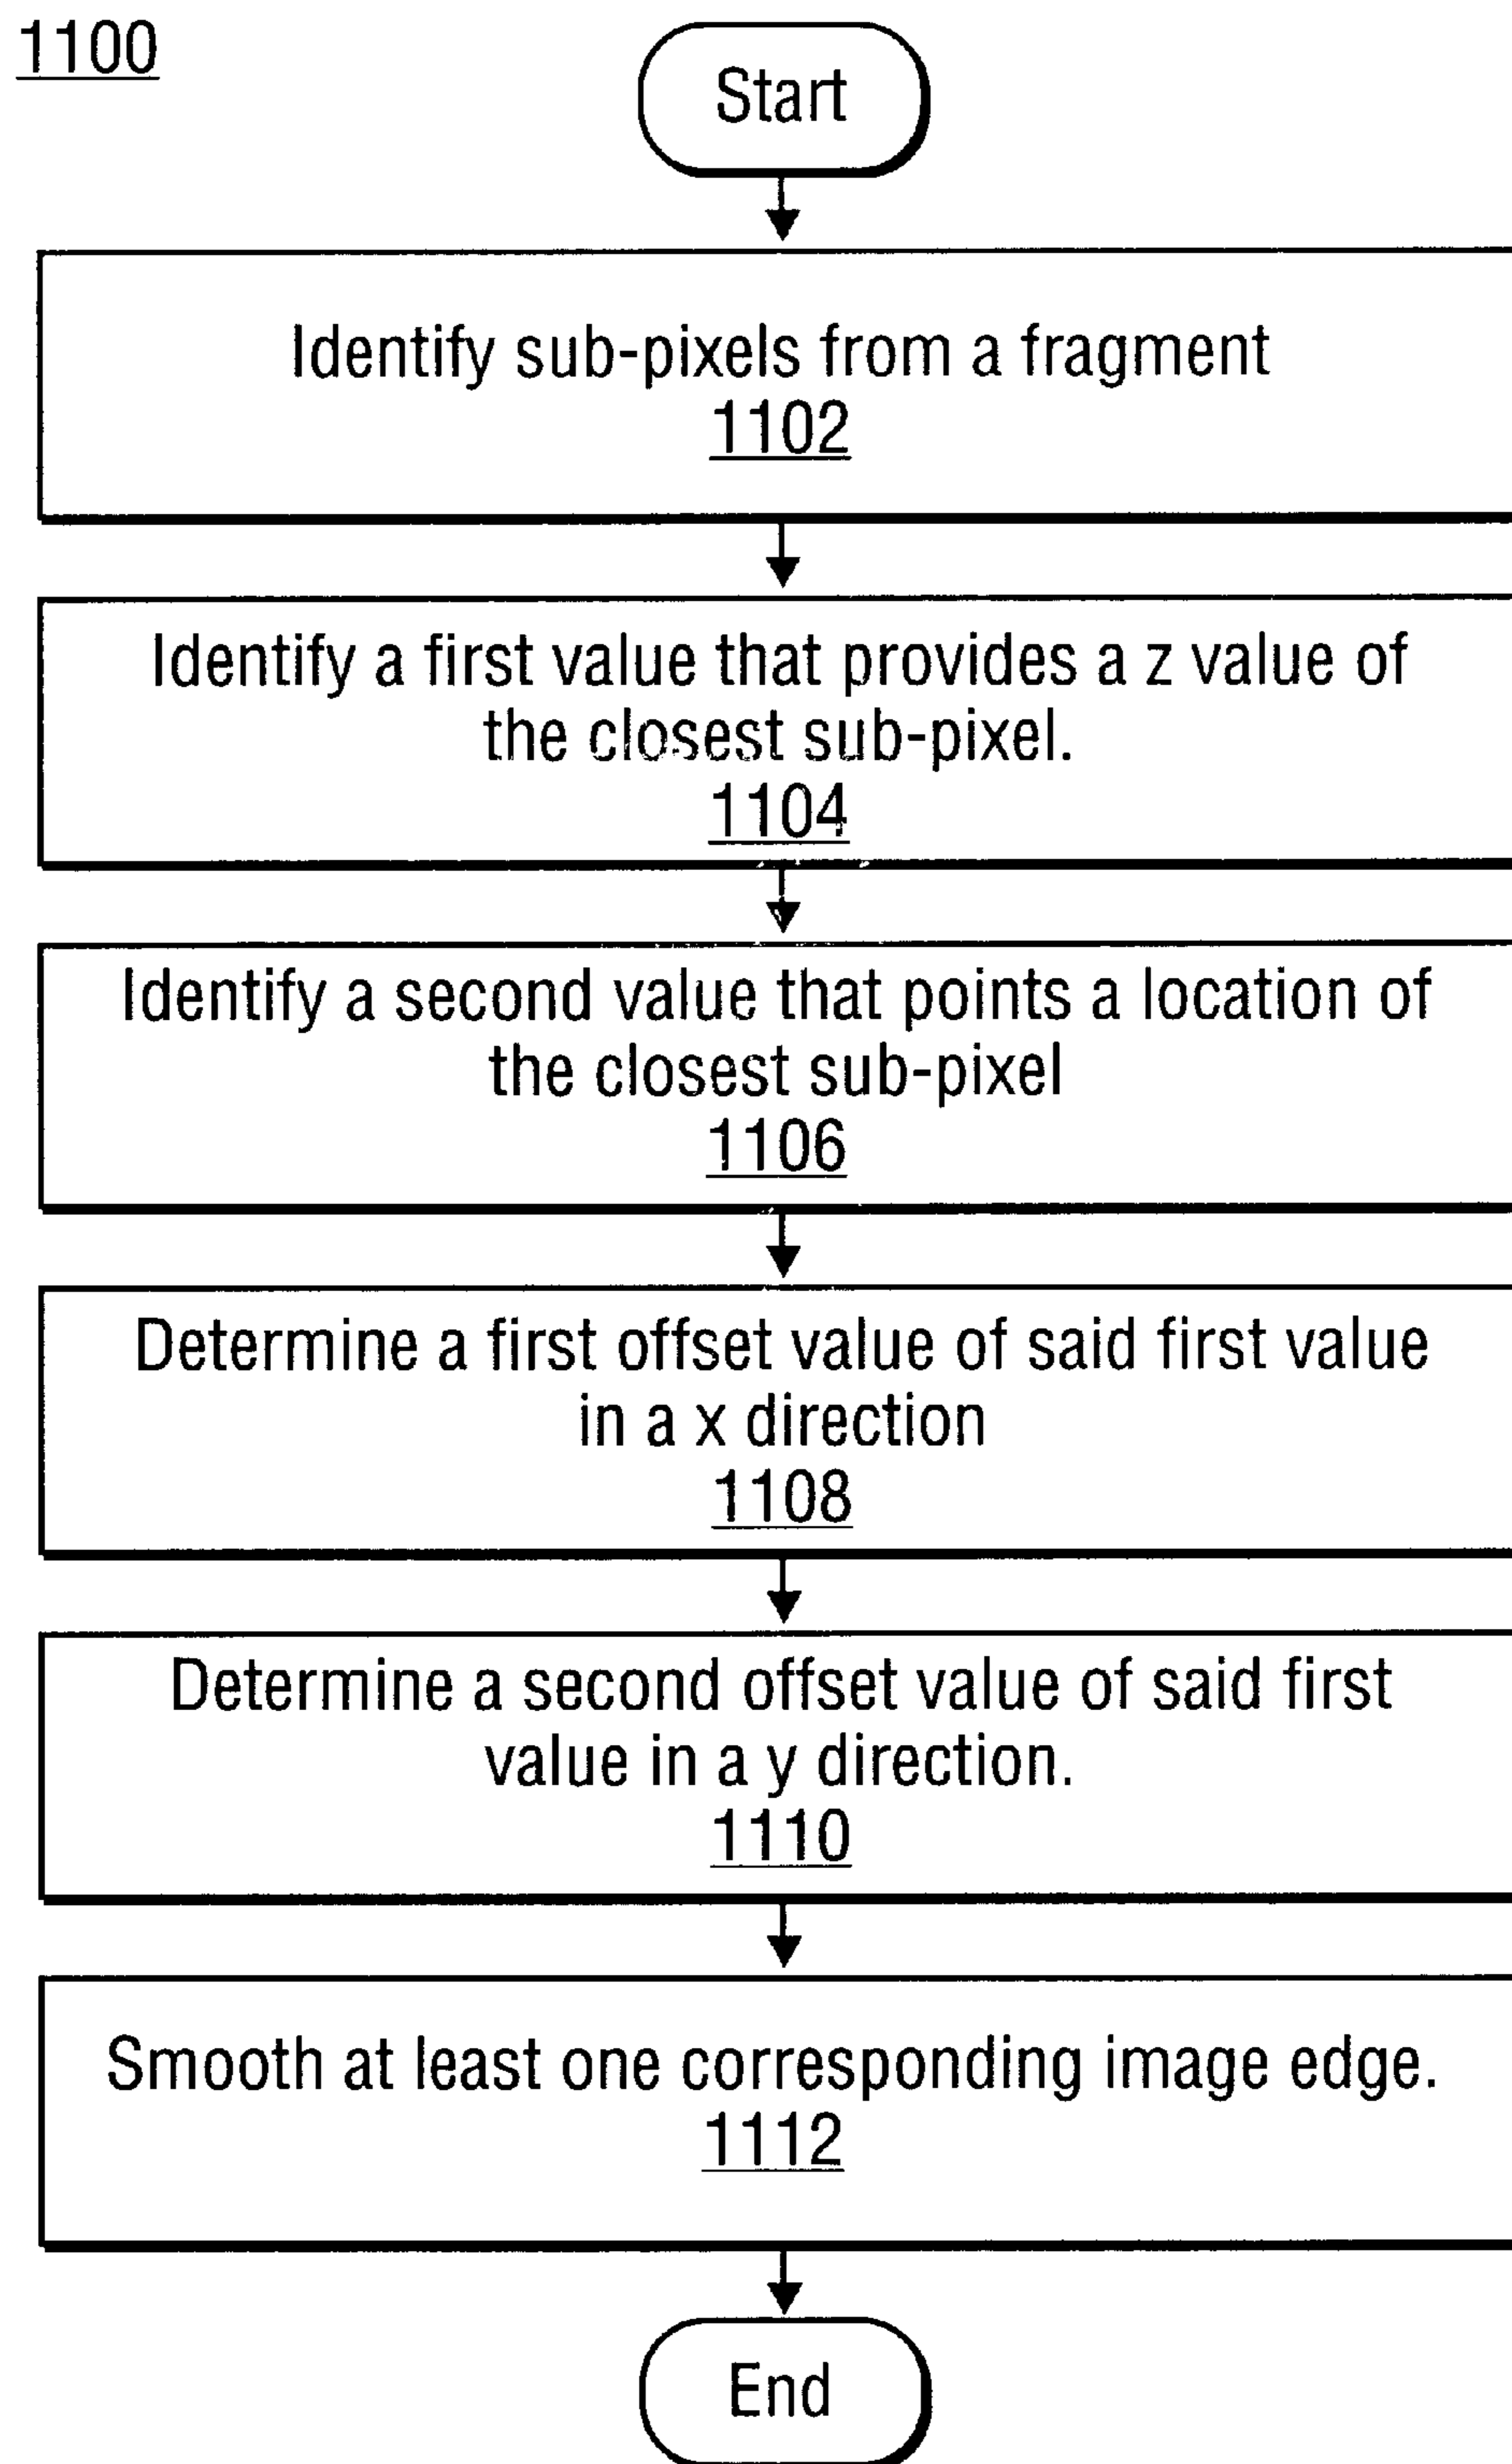 1100
Start
Identify sub-pixels from a fragment
1102
Identify a first value that provides a z value of
the closest sub-pixel.
1104
Identify a second value that points a location of
the closest sub-pixel
1106
Determine a first offset value of said first value
in a x direction
1108
Determine a second offset value of said first
value in a y direction.
1110
Smooth at least one corresponding image edge.
1112
End